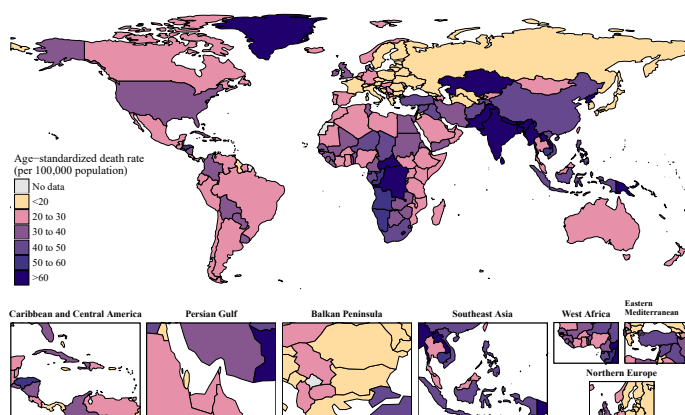 Age−standardized death rate
(per 100,000 population)
No data
<20
20 to 30
30 to 40
40 to 50
50 to 60
>60
Caribbean and Central America
Persian Gulf
Balkan Peninsula
Southeast Asia
West Africa
Eastern
Mediterranean
Northern Europe